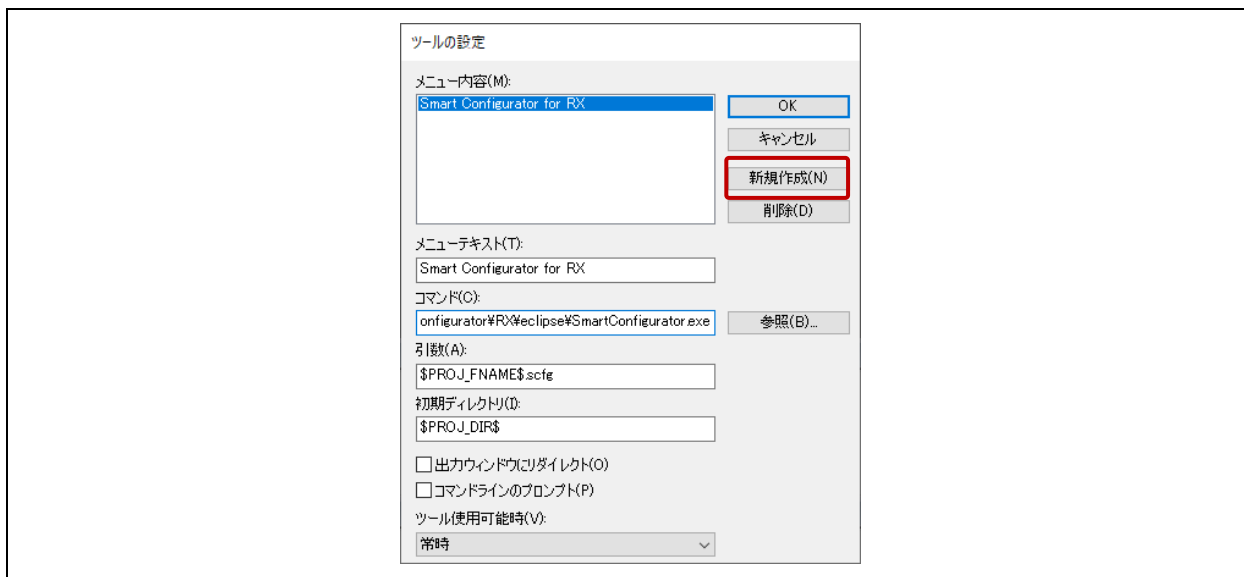 ツールの設定
メニュー内容(M):
Smart Configurator for RX
OK
キャンセル
新規作成(N)
削除(D)
メニューテキスト(T):
Smart Configurator for RX
コマンド(C):
onfigurator¥RX¥eclipse¥SmartConfigurator.exe
参照(B)...
引数(A):
$PROJ_FNAME$.scfg
初期ディレクトリ(I):
$PROJ_DIR$
出力ウィンドウにリダイレクト(O)
コマンドラインのプロンプト(P)
ツール使用可能時(V):
常時